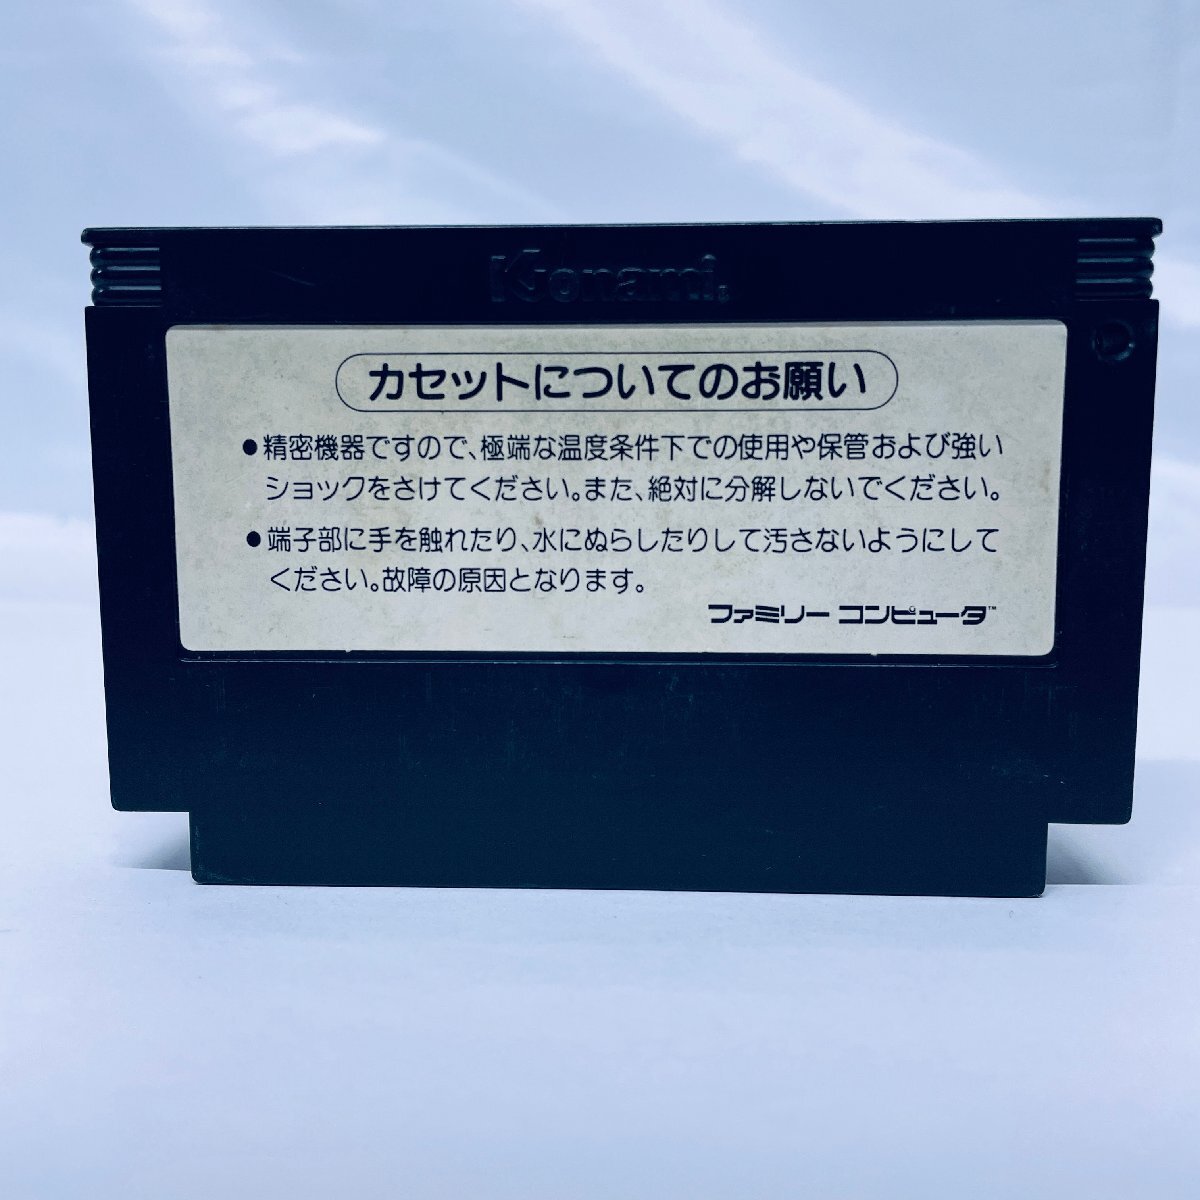 Konami®
カセットについてのお願い
●精密機器ですので、極端な温度条件下での使用や保管および強い
ショックをさけてください。また、絶対に分解しないでください。
●端子部に手を触れたり、水にぬらしたりして汚さないようにして
ください。故障の原因となります。
ファミリー コンピュータ™